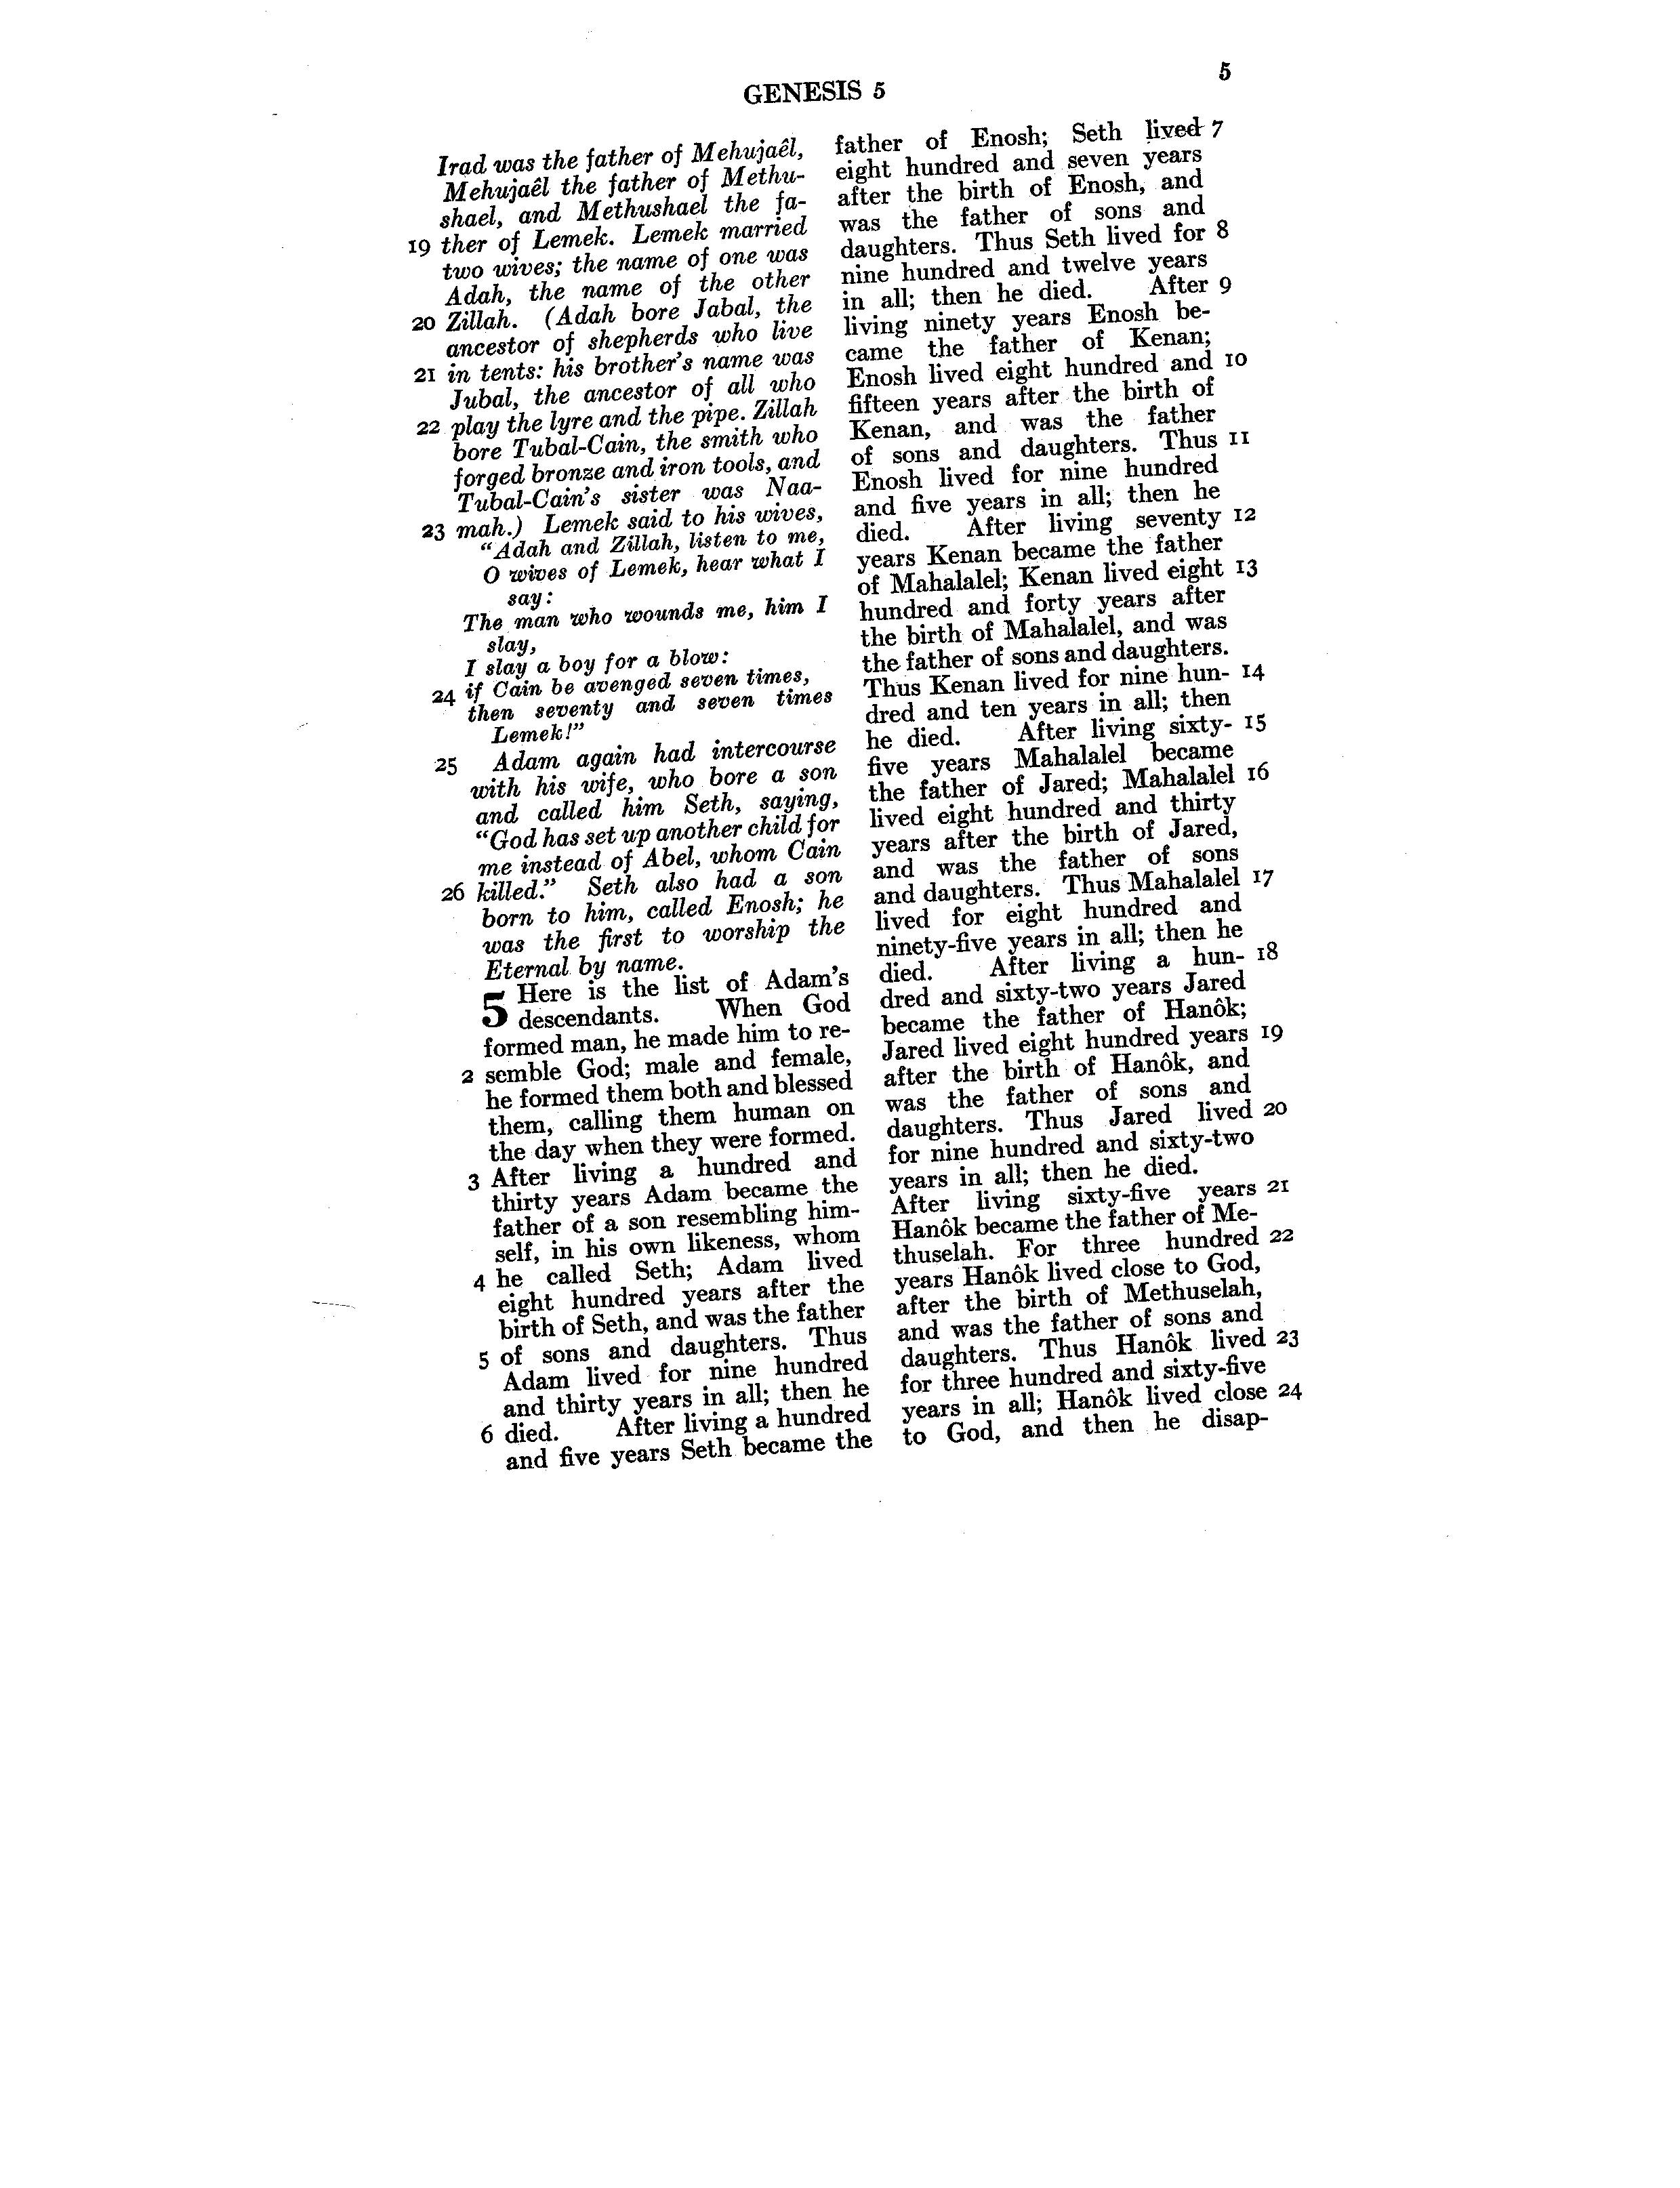 GENESIS 5
5
Irad was the father of Mehujaêl,
Mehujaêl the father of Methu-
shael, and Methushael the fa-
19 ther of Lemek. Lemek married
two wives; the name of one was
Adah, the name of the other
20 Zillah. (Adah bore Jabal, the
ancestor of shepherds who live
21 in tents: his brother's name was
Jubal, the ancestor of all who
22 play the lyre and the pipe. Zillah
bore Tubal-Cain, the smith who
forged bronze and iron tools, and
Tubal-Cain's sister was Naa-
23 mah.) Lemek said to his wives,
"Adah and Zillah, listen to me,
O wives of Lemek, hear what I
say:
The man who wounds me, him I
slay,
I slay a boy for a blow:
24 if Cain be avenged seven times,
then seventy and seven times
Lemek!"
25 Adam again had intercourse
with his wife, who bore a son
and called him Seth, saying,
"God has set up another child for
me instead of Abel, whom Cain
26 killed." Seth also had a son
born to him, called Enosh; he
was the first to worship the
Eternal by name.
5 Here is the list of Adam's
descendants. When God
formed man, he made him to re-
2 semble God; male and female,
he formed them both and blessed
them, calling them human on
the day when they were formed.
3 After living a hundred and
thirty years Adam became the
father of a son resembling him-
self, in his own likeness, whom
4 he called Seth; Adam lived
eight hundred years after the
birth of Seth, and was the father
5 of sons and daughters. Thus
Adam lived for nine hundred
and thirty years in all; then he
6 died. After living a hundred
and five years Seth became the
father of Enosh; Seth lived 7
eight hundred and seven years
after the birth of Enosh, and
was the father of sons and
daughters. Thus Seth lived for 8
nine hundred and twelve years
in all; then he died. After 9
living ninety years Enosh be-
came the father of Kenan;
Enosh lived eight hundred and 10
fifteen years after the birth of
Kenan, and was the father
of sons and daughters. Thus 11
Enosh lived for nine hundred
and five years in all; then he
died. After living seventy 12
years Kenan became the father
of Mahalalel; Kenan lived eight 13
hundred and forty years after
the birth of Mahalalel, and was
the father of sons and daughters.
Thus Kenan lived for nine hun- 14
dred and ten years in all; then
he died. After living sixty- 15
five years Mahalalel became
the father of Jared; Mahalalel 16
lived eight hundred and thirty
years after the birth of Jared,
and was the father of sons
and daughters. Thus Mahalalel 17
lived for eight hundred and
ninety-five years in all; then he
died. After living a hun- 18
dred and sixty-two years Jared
became the father of Hanôk;
Jared lived eight hundred years 19
after the birth of Hanôk, and
was the father of sons and
daughters. Thus Jared lived 20
for nine hundred and sixty-two
years in all; then he died.
After living sixty-five years 21
Hanôk became the father of Me-
thuselah. For three hundred 22
years Hanôk lived close to God,
after the birth of Methuselah,
and was the father of sons and
daughters. Thus Hanôk lived 23
for three hundred and sixty-five
years in all; Hanôk lived close 24
to God, and then he disap-